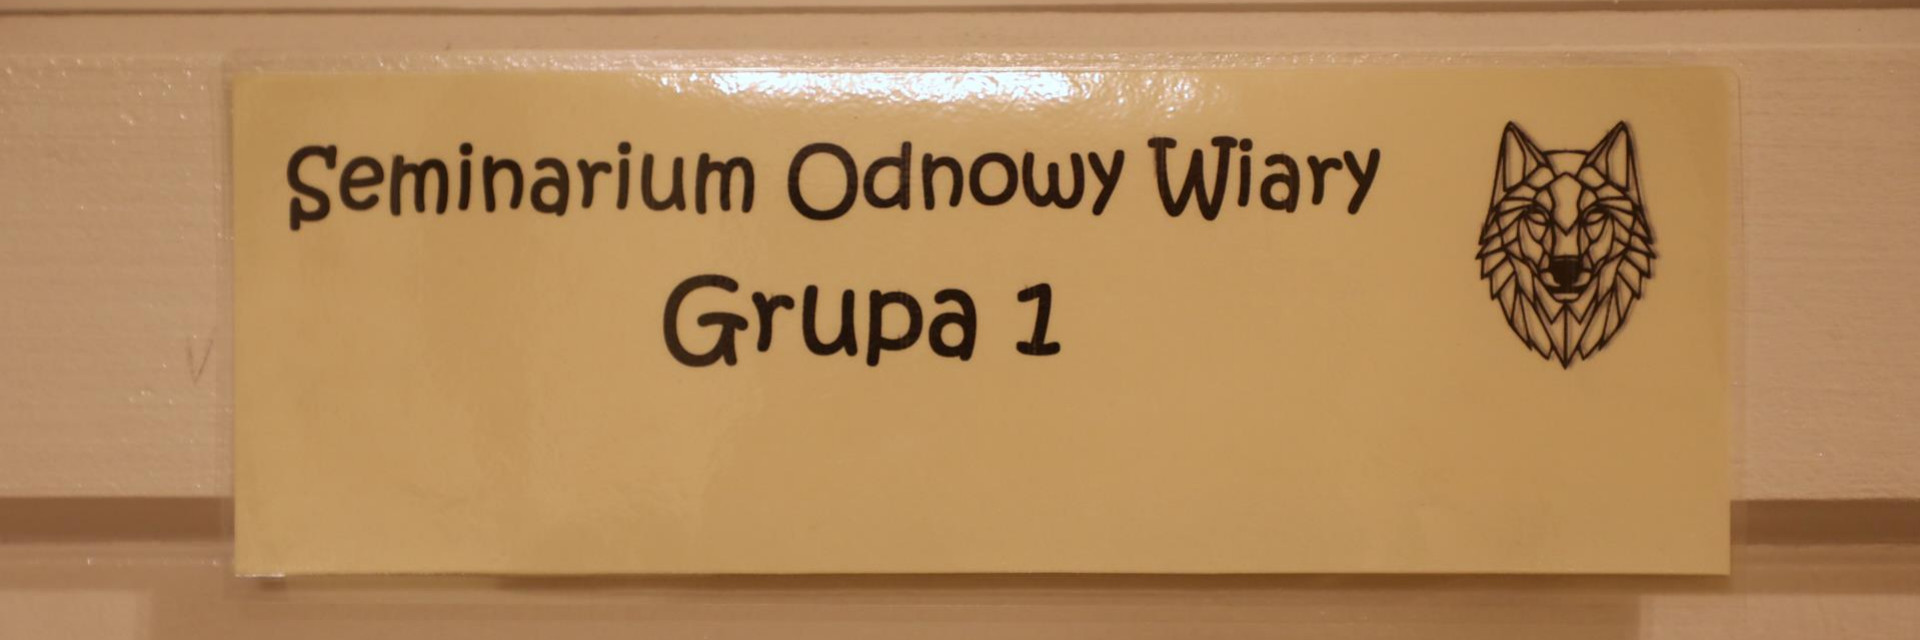 Seminarium Odnowy Wiary
Grupa 1